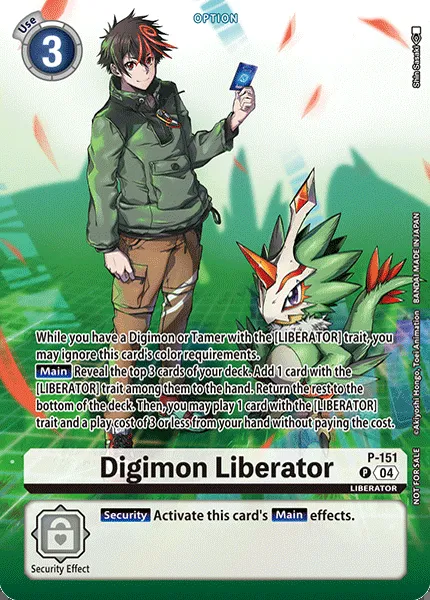 Use
3
OPTION
Shin Sasaki
While you have a Digimon or Tamer with the [LIBERATOR] trait, you
may ignore this card's color requirements.
Main Reveal the top 3 cards of your deck. Add 1 card with the
[LIBERATOR] trait among them to the hand. Return the rest to the
bottom of the deck. Then, you may play 1 card with the [LIBERATOR]
trait and a play cost of 3 or less from your hand without paying the cost.
©Akiyoshi Hongo, Toei Animation BANDAI MADE IN JAPAN
NOT FOR SALE
Digimon Liberator
P-151
P 04
LIBERATOR
Security Activate this card's Main effects.
Security Effect